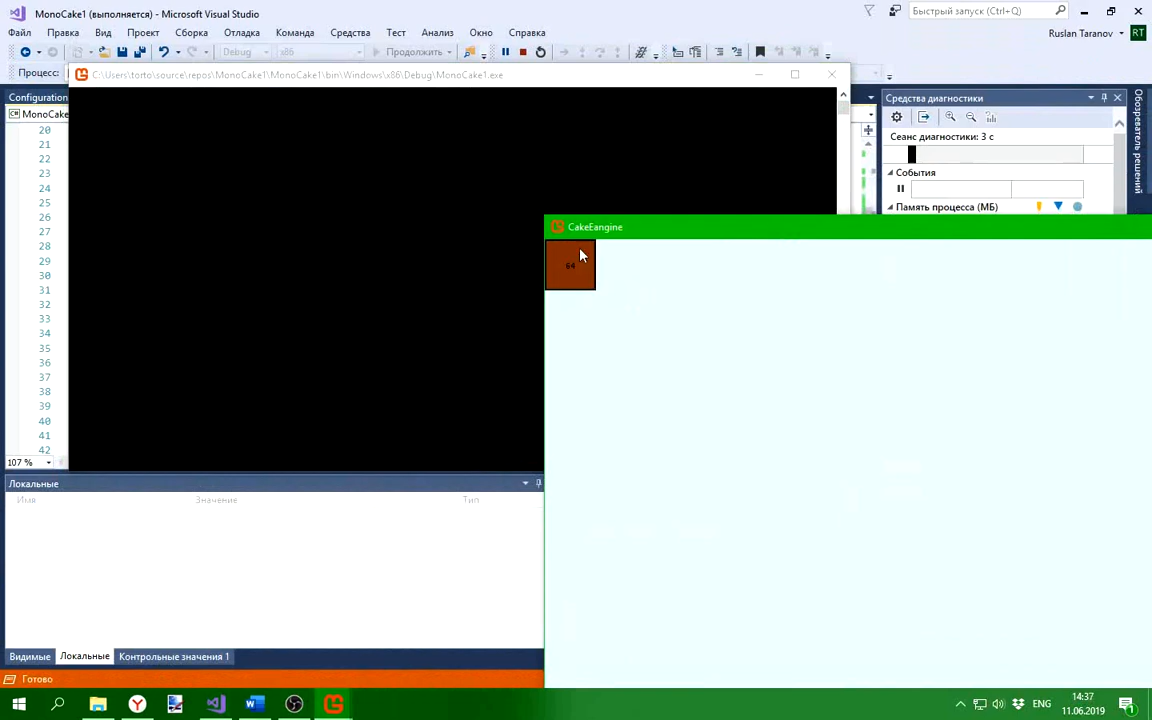 MonoCake1 (выполняется) - Microsoft Visual Studio
Быстрый запуск (Ctrl+Q)
Файл Правка Вид Проект Сборка Отладка Команда Средства Тест Анализ Окно Справка
Ruslan Taranov RT
Debug x86 Продолжить
Процесс:
C:\Users\torto\source\repos\MonoCake1\MonoCake1\bin\Windows\x86\Debug\MonoCake1.exe
Configuration
MonoCake
Средства диагностики
Сеанс диагностики: 3 с
События
Память процесса (МБ)
Обозреватель решений
20
21
22
23
24
25
26
27
28
29
30
31
32
33
34
35
36
37
38
39
40
41
42
107 %
CakeEangine
64
Локальные
Имя Значение Тип
Видимые Локальные Контрольные значения 1
Готово
ENG
14:37
11.06.2019
1